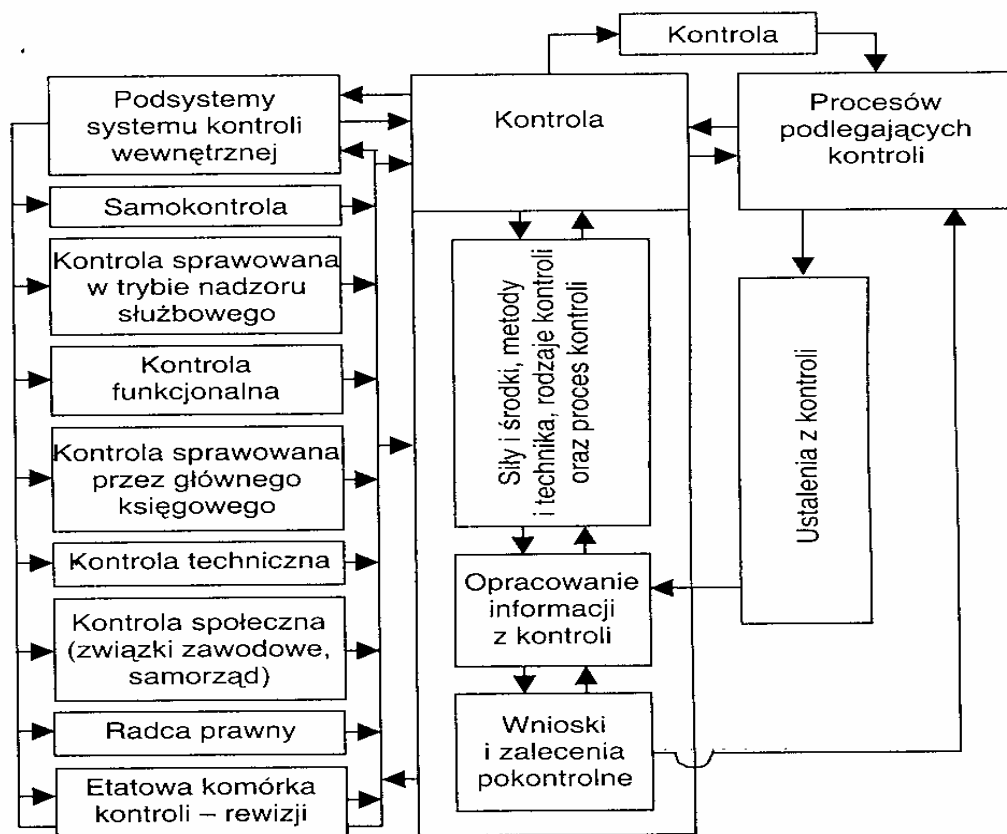 Kontrola
Podsystemy
systemu kontroli
wewnętrznej
Kontrola
Procesów
podlegających
kontroli
Samokontrola
Kontrola sprawowana
w trybie nadzoru
służbowego
Kontrola
funkcjonalna
Kontrola sprawowana
przez głównego
księgowego
Kontrola techniczna
Kontrola społeczna
(związki zawodowe,
samorząd)
Radca prawny
Etatowa komórka
kontroli – rewizji
Siły i środki, metody
i technika, rodzaje kontroli
oraz proces kontroli
Opracowanie
informacji
z kontroli
Wnioski
i zalecenia
pokontrolne
Ustalenia z kontroli